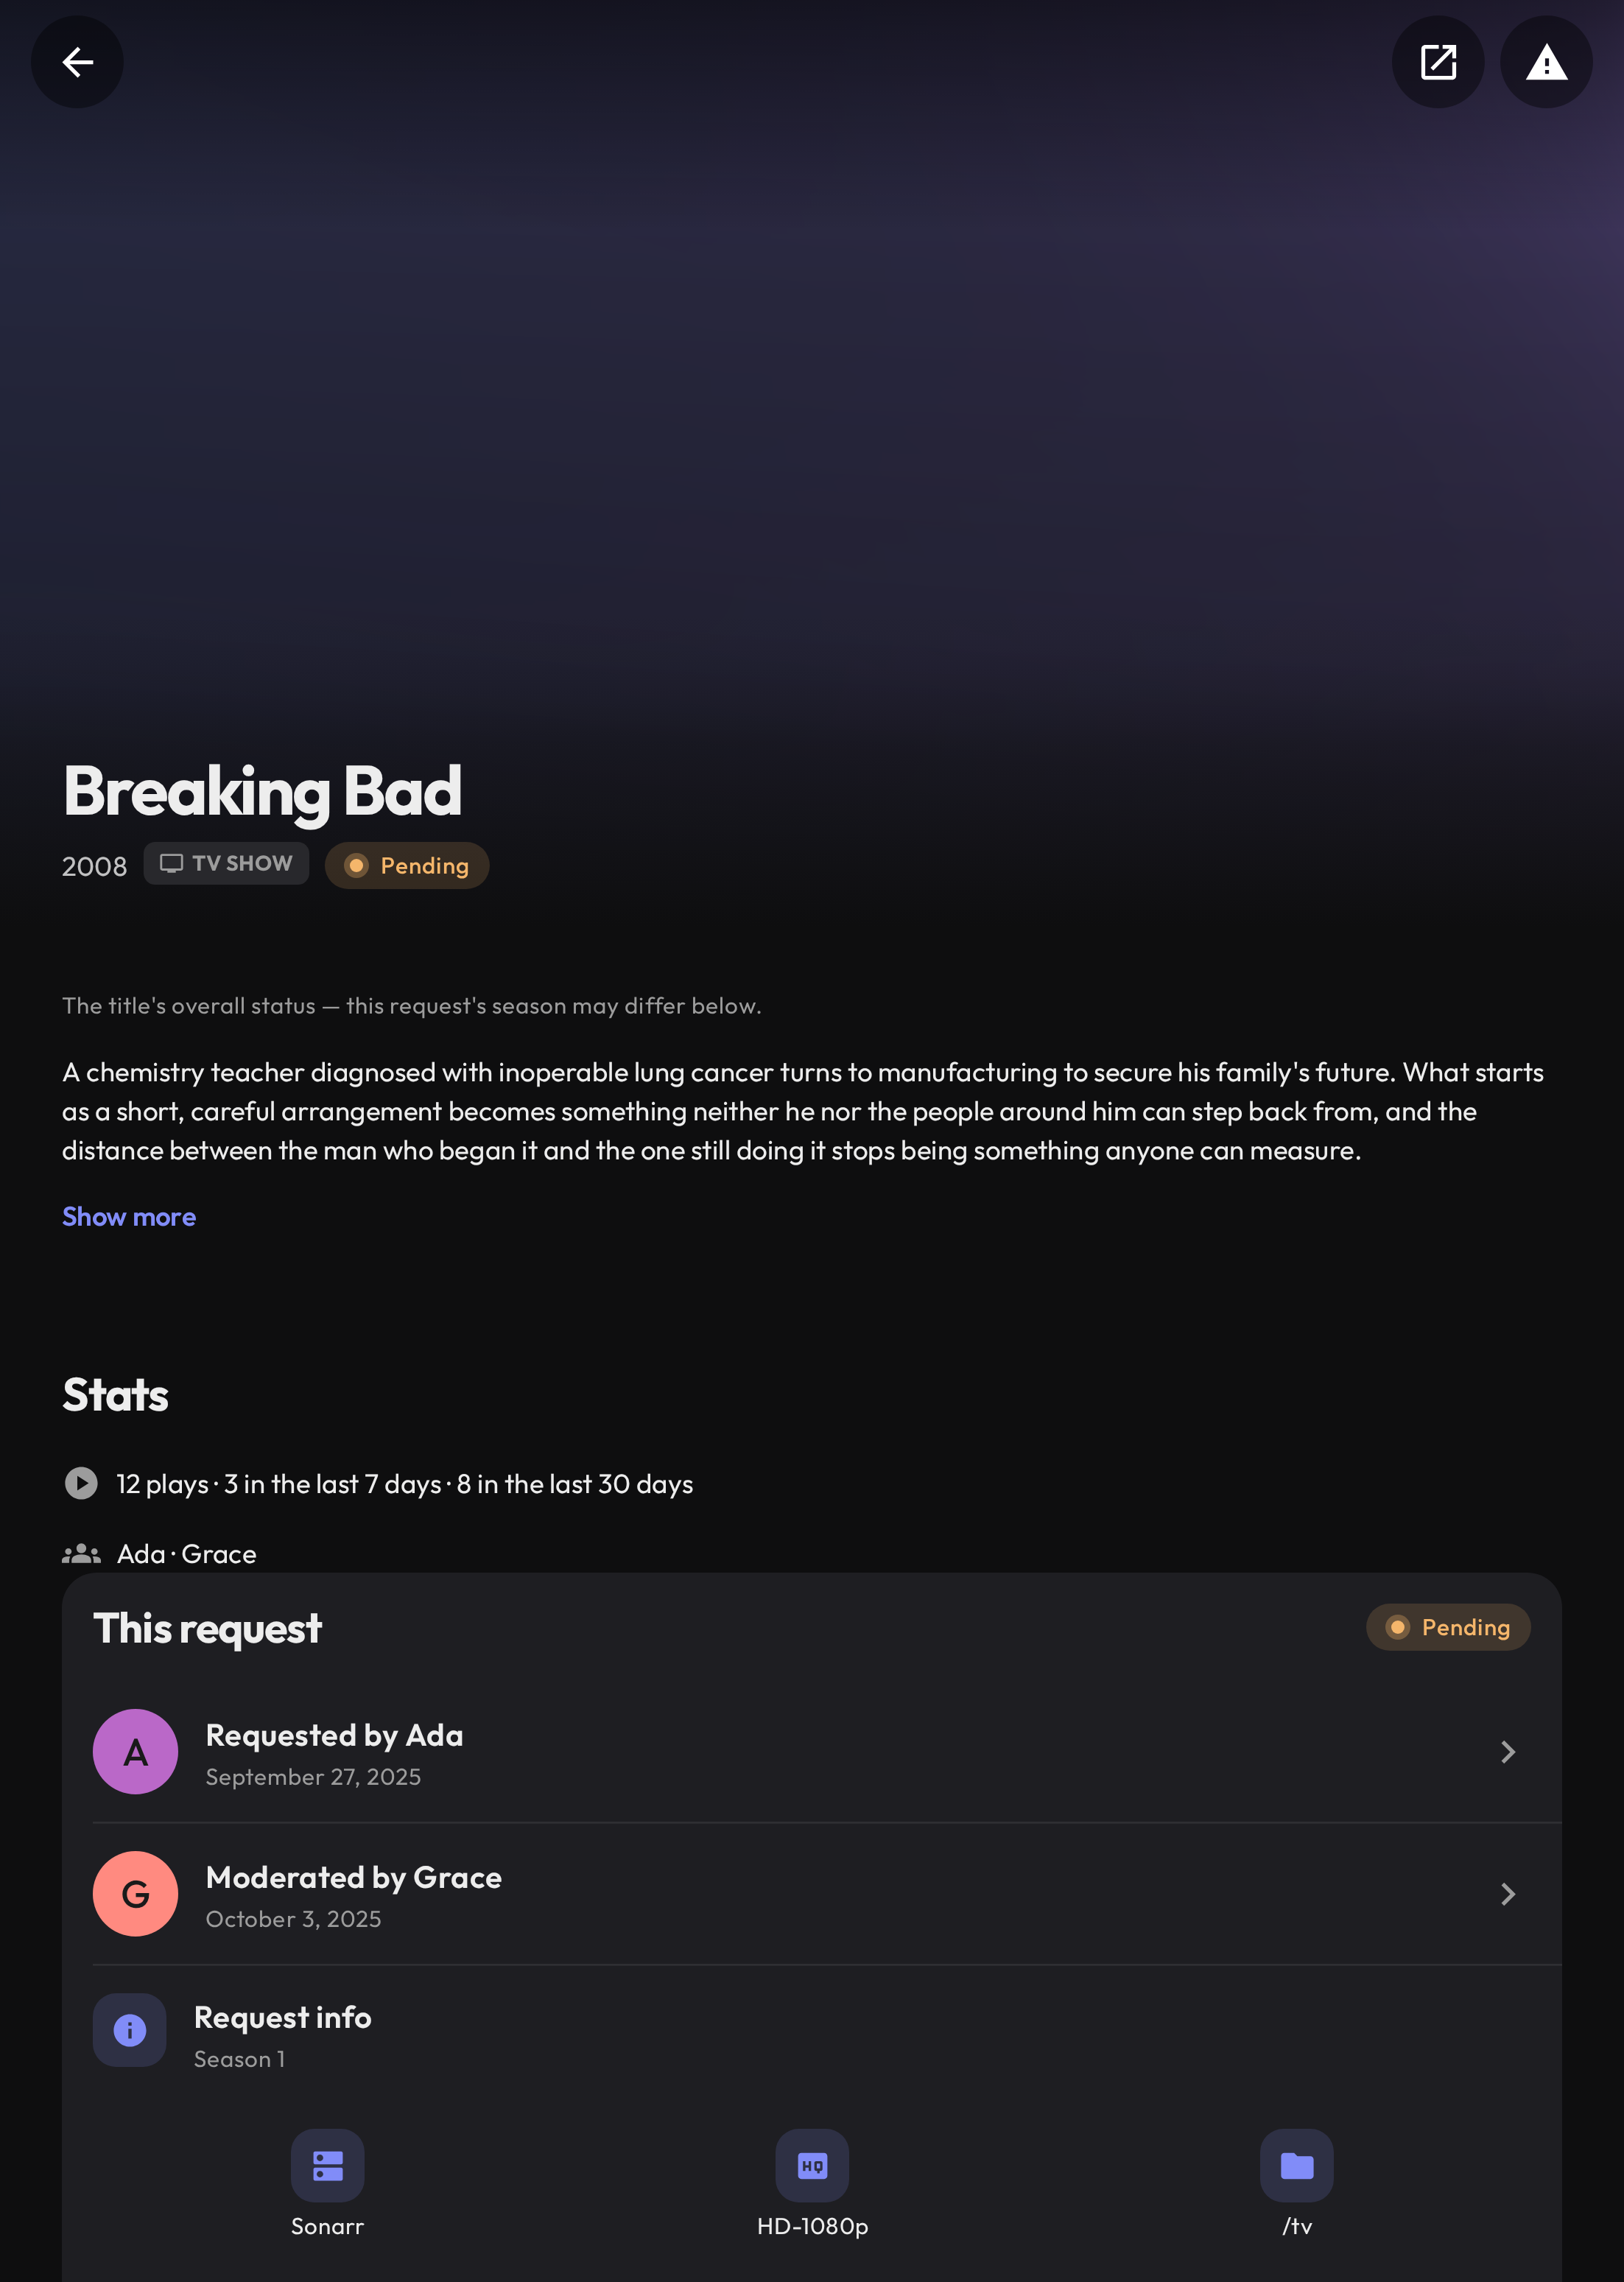 Breaking Bad
2008 TV SHOW Pending
The title's overall status — this request's season may differ below.
A chemistry teacher diagnosed with inoperable lung cancer turns to manufacturing to secure his family's future. What starts
as a short, careful arrangement becomes something neither he nor the people around him can step back from, and the
distance between the man who began it and the one still doing it stops being something anyone can measure.
Show more
Stats
12 plays · 3 in the last 7 days · 8 in the last 30 days
Ada · Grace
This request Pending
A
Requested by Ada
September 27, 2025
G
Moderated by Grace
October 3, 2025
Request info
Season 1
HQ
Sonarr HD-1080p /tv